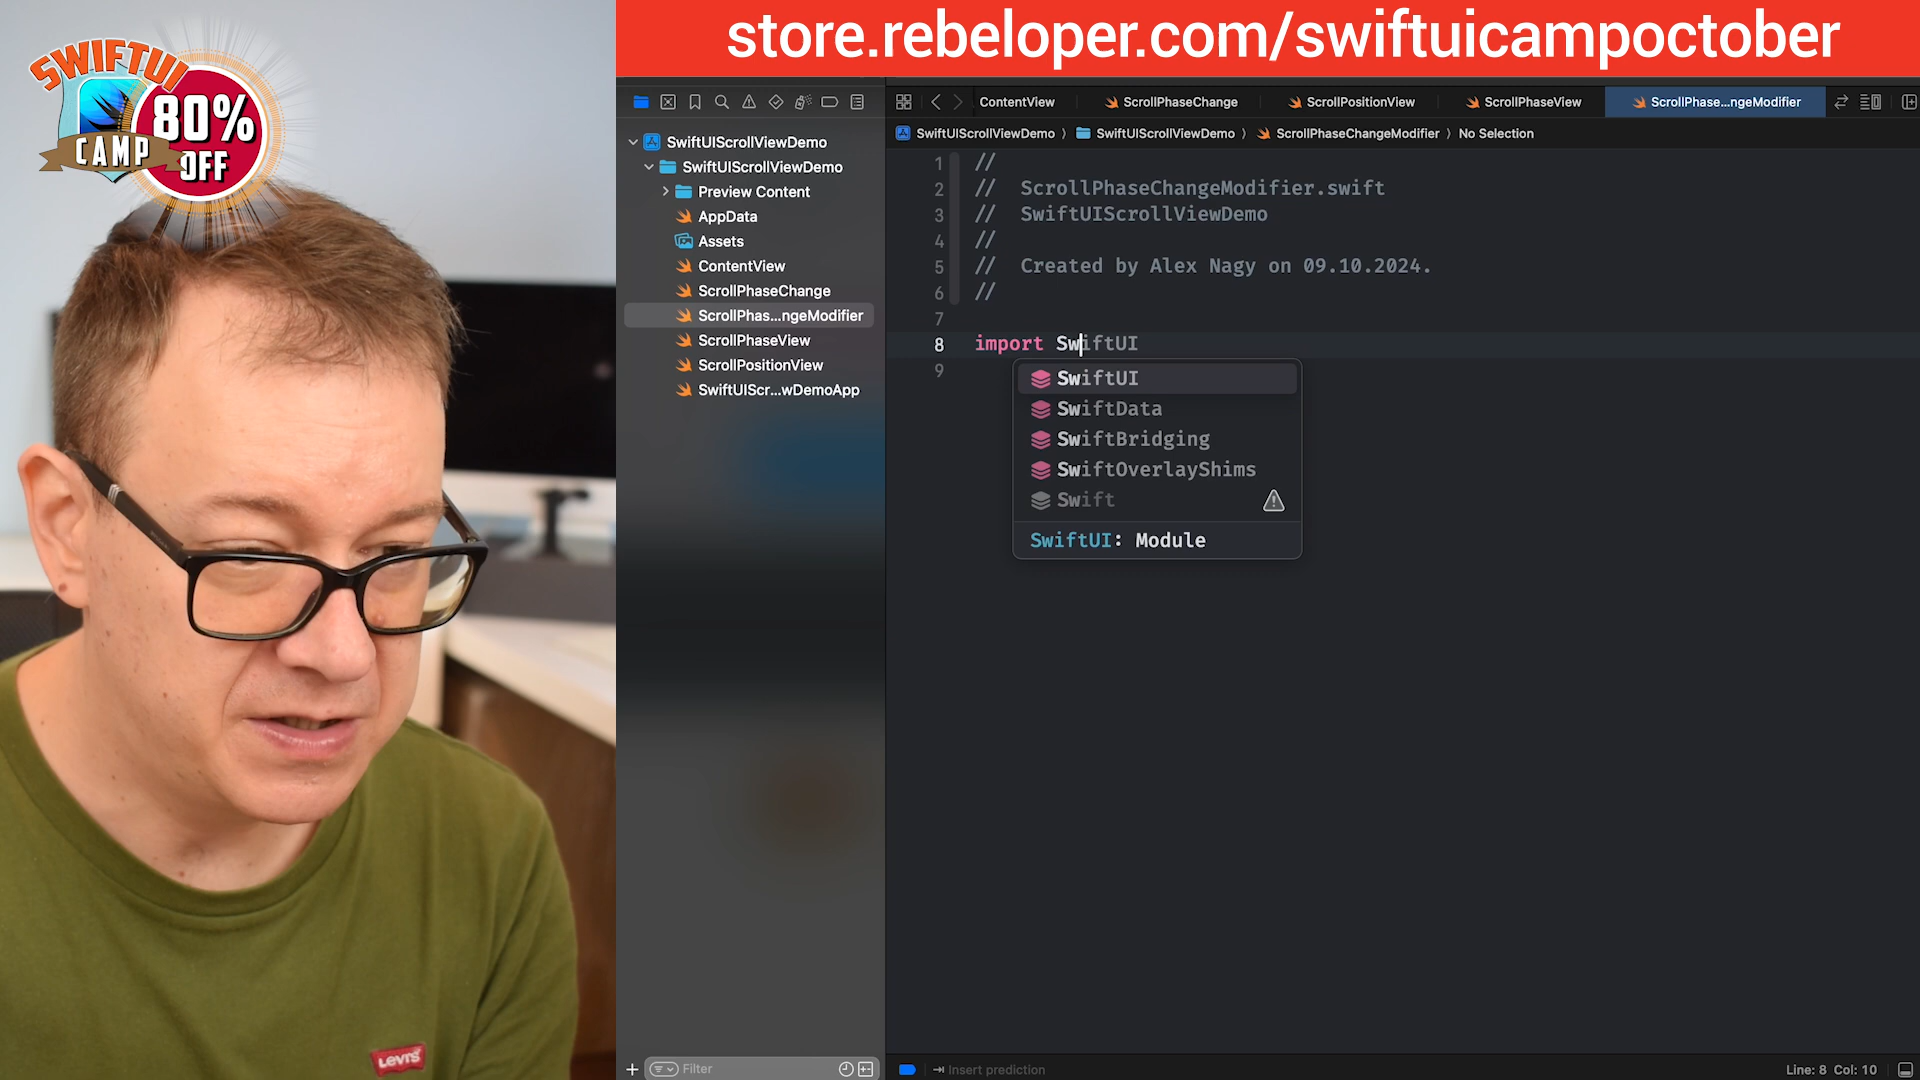 store.rebeloper.com/swiftuicampoctober
SWIFTUI
CAMP
80%
OFF
ContentView
ScrollPhaseChange
ScrollPositionView
ScrollPhaseView
ScrollPhase...ngeModifier
SwiftUIScrollViewDemo
SwiftUIScrollViewDemo
ScrollPhaseChangeModifier
No Selection
SwiftUIScrollViewDemo
SwiftUIScrollViewDemo
Preview Content
AppData
Assets
ContentView
ScrollPhaseChange
ScrollPhas...ngeModifier
ScrollPhaseView
ScrollPositionView
SwiftUIScr...wDemoApp
1 //
2 // ScrollPhaseChangeModifier.swift
3 // SwiftUIScrollViewDemo
4 //
5 // Created by Alex Nagy on 09.10.2024.
6 //
7
8 import SwiftUI
9
SwiftUI
SwiftData
SwiftBridging
SwiftOverlayShims
Swift
SwiftUI: Module
Levi's
Filter
Insert prediction
Line: 8 Col: 10